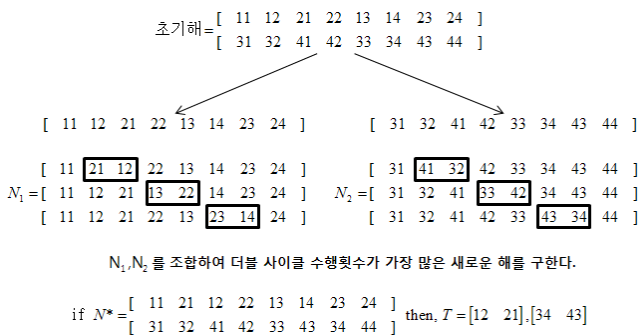 초기해=[ 11 12 21 22 13 14 23 24 ]
[ 31 32 41 42 33 34 43 44 ]
[ 11 12 21 22 13 14 23 24 ]
[ 31 32 41 42 33 34 43 44 ]
[ 11 21 12 22 13 14 23 24 ]
N₁=[ 11 12 21 13 22 14 23 24 ]
[ 11 12 21 22 13 23 14 24 ]
[ 31 41 32 42 33 34 43 44 ]
N₂=[ 31 32 41 33 42 34 43 44 ]
[ 31 32 41 42 33 43 34 44 ]
N₁,N₂ 를 조합하여 더블 사이클 수행횟수가 가장 많은 새로운 해를 구한다.
if N*=[ 11 21 12 22 13 14 23 24 ] then, T=[12 21],[34 43]
[ 31 32 41 42 33 43 34 44 ]